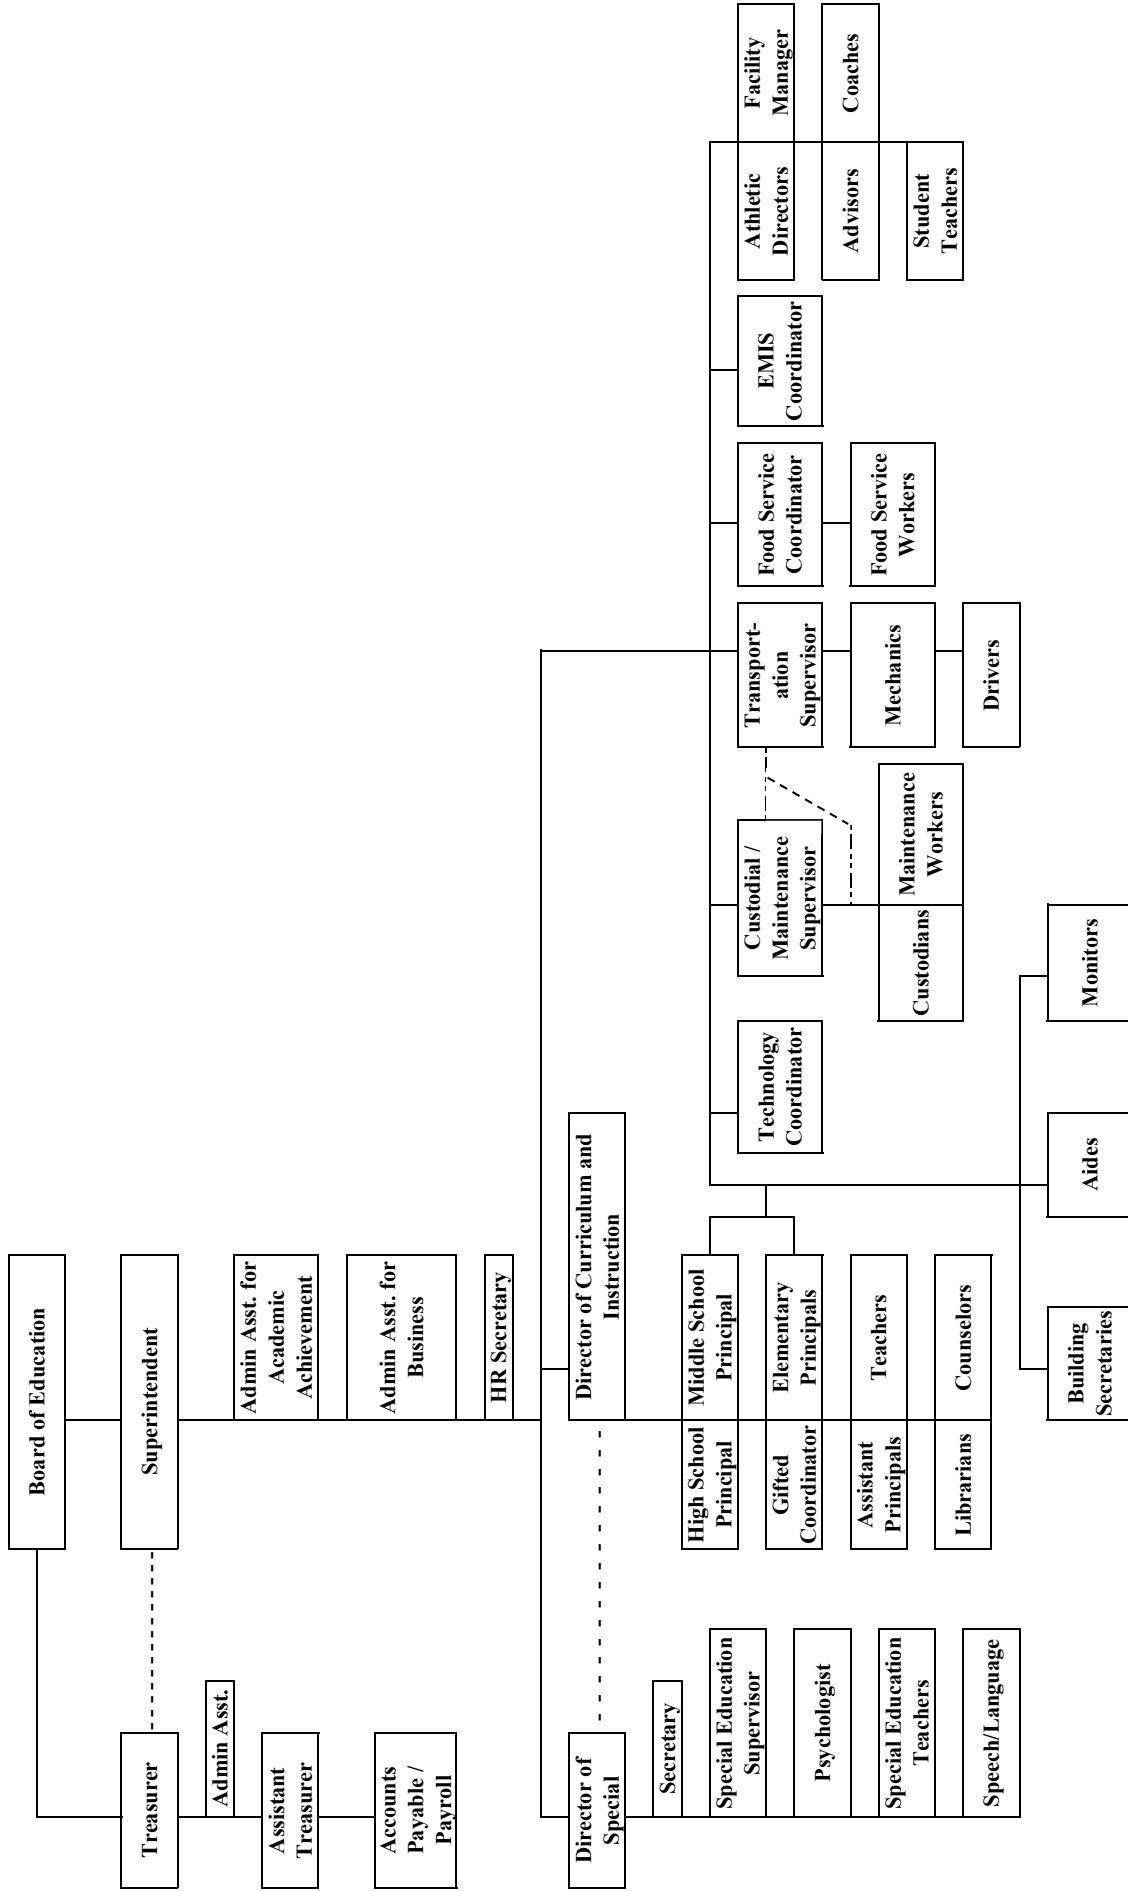 Board of Education
Treasurer
Superintendent
Admin Asst.
Admin Asst. for
Academic
Achievement
Assistant
Treasurer
Admin Asst. for
Business
Accounts
Payable /
Payroll
HR Secretary
Director of
Special
Director of Curriculum and
Instruction
Secretary
Special Education
Supervisor
Psychologist
Special Education
Teachers
Speech/Language
High School
Principal
Middle School
Principal
Gifted
Coordinator
Elementary
Principals
Assistant
Principals
Teachers
Librarians
Counselors
Building
Secretaries
Aides
Monitors
Technology
Coordinator
Custodial /
Maintenance
Supervisor
Custodians
Maintenance
Workers
Transport-
ation
Supervisor
Mechanics
Drivers
Food Service
Coordinator
Food Service
Workers
EMIS
Coordinator
Athletic
Directors
Facility
Manager
Advisors
Coaches
Student
Teachers